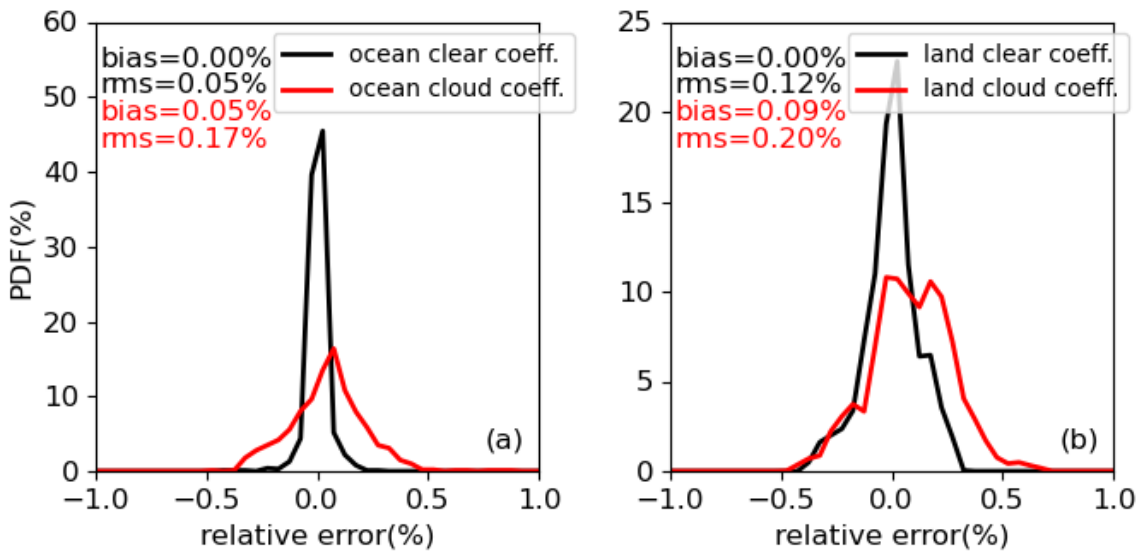 60
50
40
30
20
10
0
PDF(%)
bias=0.00%
rms=0.05%
bias=0.05%
rms=0.17%
ocean clear coeff.
ocean cloud coeff.
(a)
−1.0 −0.5 0.0 0.5 1.0
relative error(%)
25
20
15
10
5
0
bias=0.00%
rms=0.12%
bias=0.09%
rms=0.20%
land clear coeff.
land cloud coeff.
(b)
−1.0 −0.5 0.0 0.5 1.0
relative error(%)